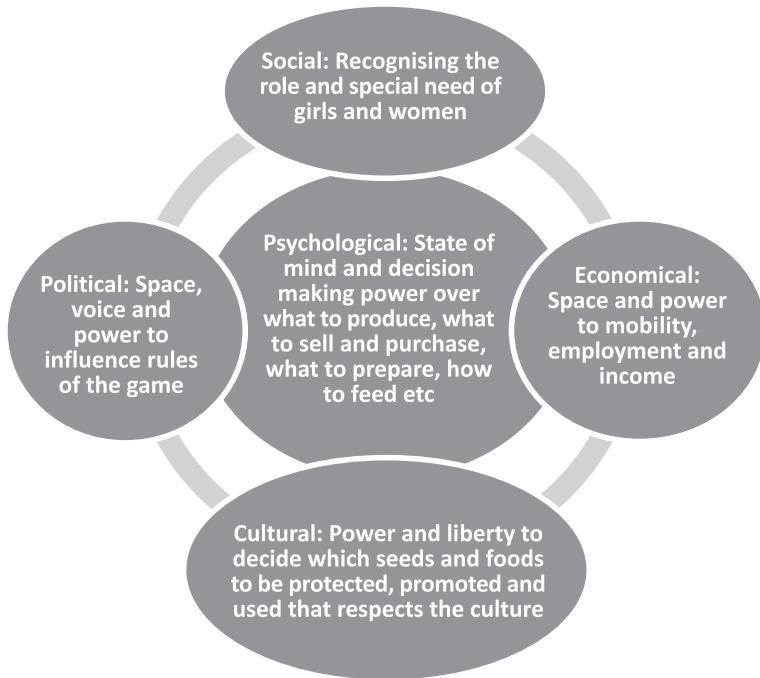 Social: Recognising the
role and special need of
girls and women
Political: Space,
voice and
power to
influence rules
of the game
Psychological: State of
mind and decision
making power over
what to produce, what
to sell and purchase,
what to prepare, how
to feed etc
Economical:
Space and power
to mobility,
employment and
income
Cultural: Power and liberty to
decide which seeds and foods
to be protected, promoted and
used that respects the culture